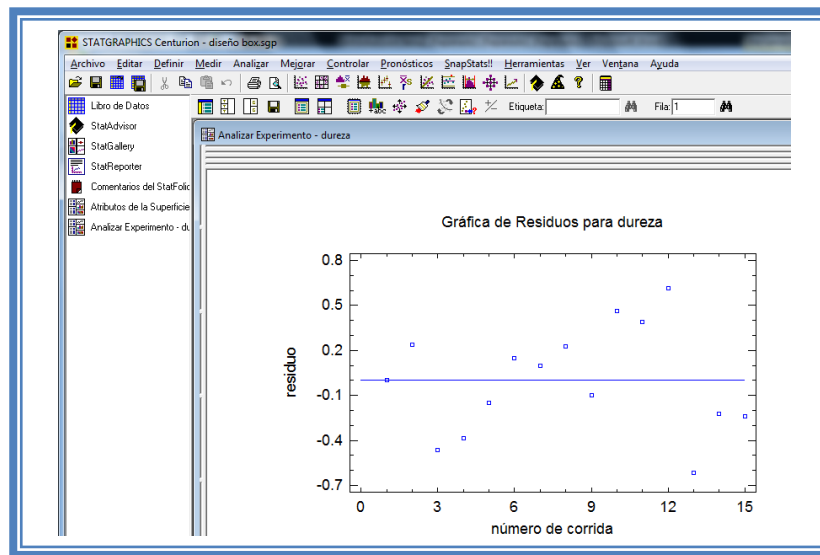 STATGRAPHICS Centurion - diseño box.sgp
Archivo Editar Definir Medir Analizar Mejorar Controlar Pronósticos SnapStats!! Herramientas Ver Ventana Ayuda
Etiqueta: Fila: 1
Libro de Datos
StatAdvisor
StatGallery
StatReporter
Comentarios del StatFolio
Atributos de la Superficie
Analizar Experimento - du
Analizar Experimento - dureza
Gráfica de Residuos para dureza
residuo
0.8
0.5
0.2
-0.1
-0.4
-0.7
0 3 6 9 12 15
número de corrida